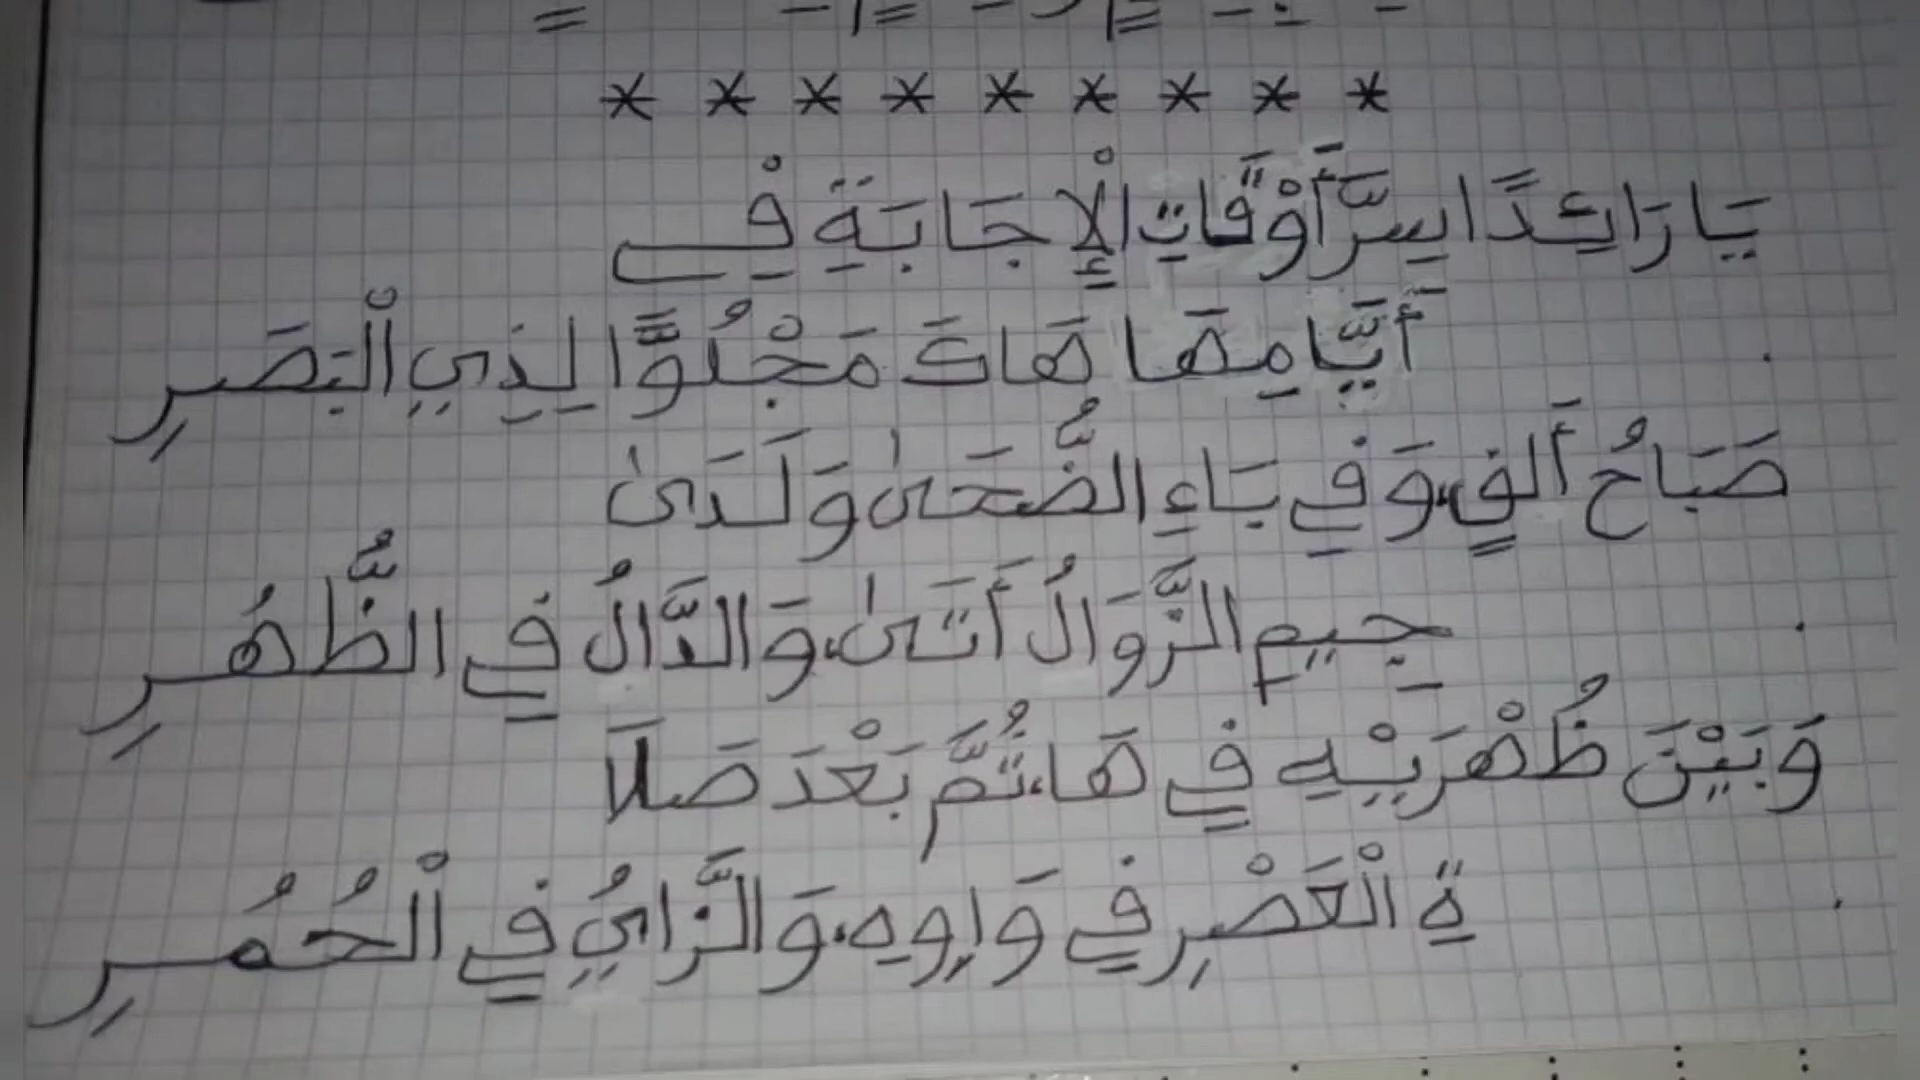 * * * * * * * * *
يَا رَائِدًا سِرَّ أَوْقَاتِ الْإِجَابَةِ فِي
أَيَّامِهَا هَاكَ مَجْلُوًّا لِذِي الْبَصَرِ
صَبَاحُ أَلِفٍ وَفِي بَاءِ الضُّحَىٰ وَلَدَىٰ
جِيمِ الزَّوَالُ أَتَىٰ، وَالدَّالُ فِي الظُّهُرِ
وَبَيْنَ ظُهْرَيْهِ فِي هَا، ثُمَّ بَعْدَ صَلَا
ةِ الْعَصْرِ فِي وَاوِهِ، وَالزَّايُ فِي الْحُمُرِ